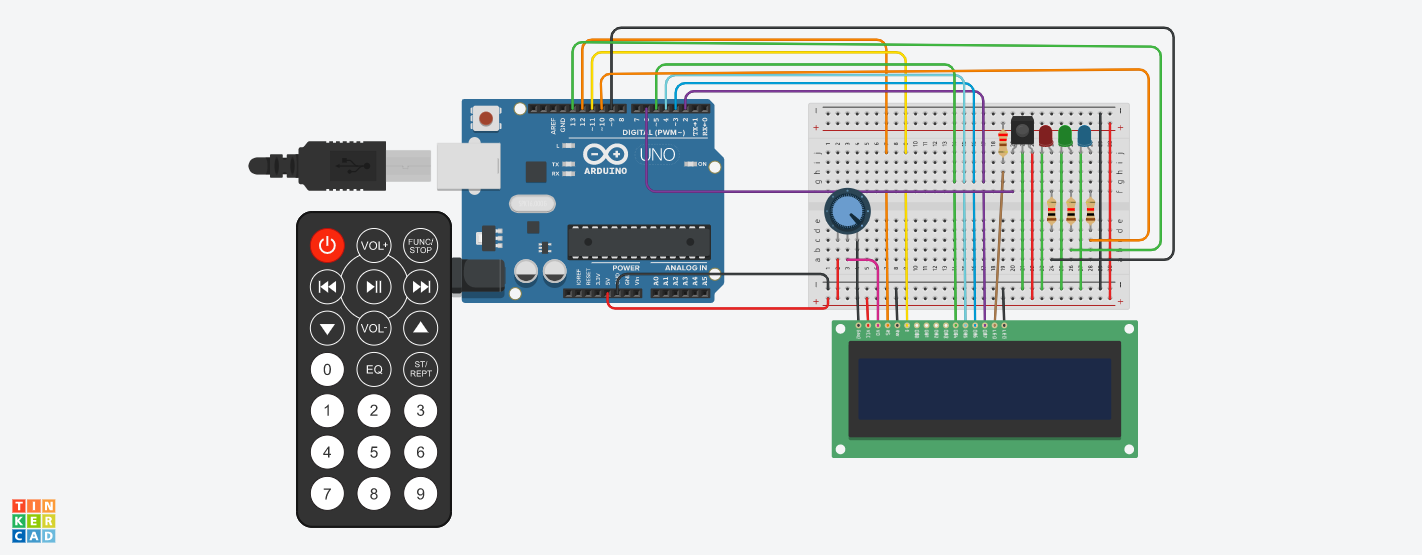 AREF
GND
13
12
~11
~10
~9
8
7
~5
4
~3
2
TX→1
RX←0
DIGITAL (PWM~)
L
TX
RX
UNO
ON
ARDUINO
POWER
ANALOG IN
IOREF
RESET
3.3V
5V
GND
Vin
A0
A1
A2
A3
A4
A5
VOL+
FUNC/
STOP
VOL-
0
EQ
ST/
REPT
1
2
3
4
5
6
7
8
9
TIN
KER
CAD